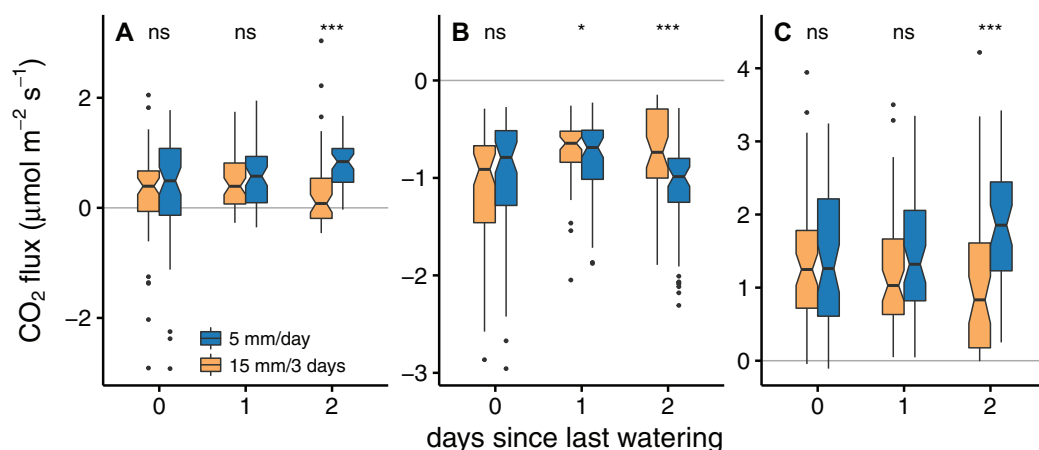 A ns ns ***
B ns * ***
C ns ns ***
CO₂ flux (μmol m⁻² s⁻¹)
2
0
−2
0
−1
−2
−3
4
3
2
1
0
5 mm/day
15 mm/3 days
0 1 2
0 1 2
0 1 2
days since last watering